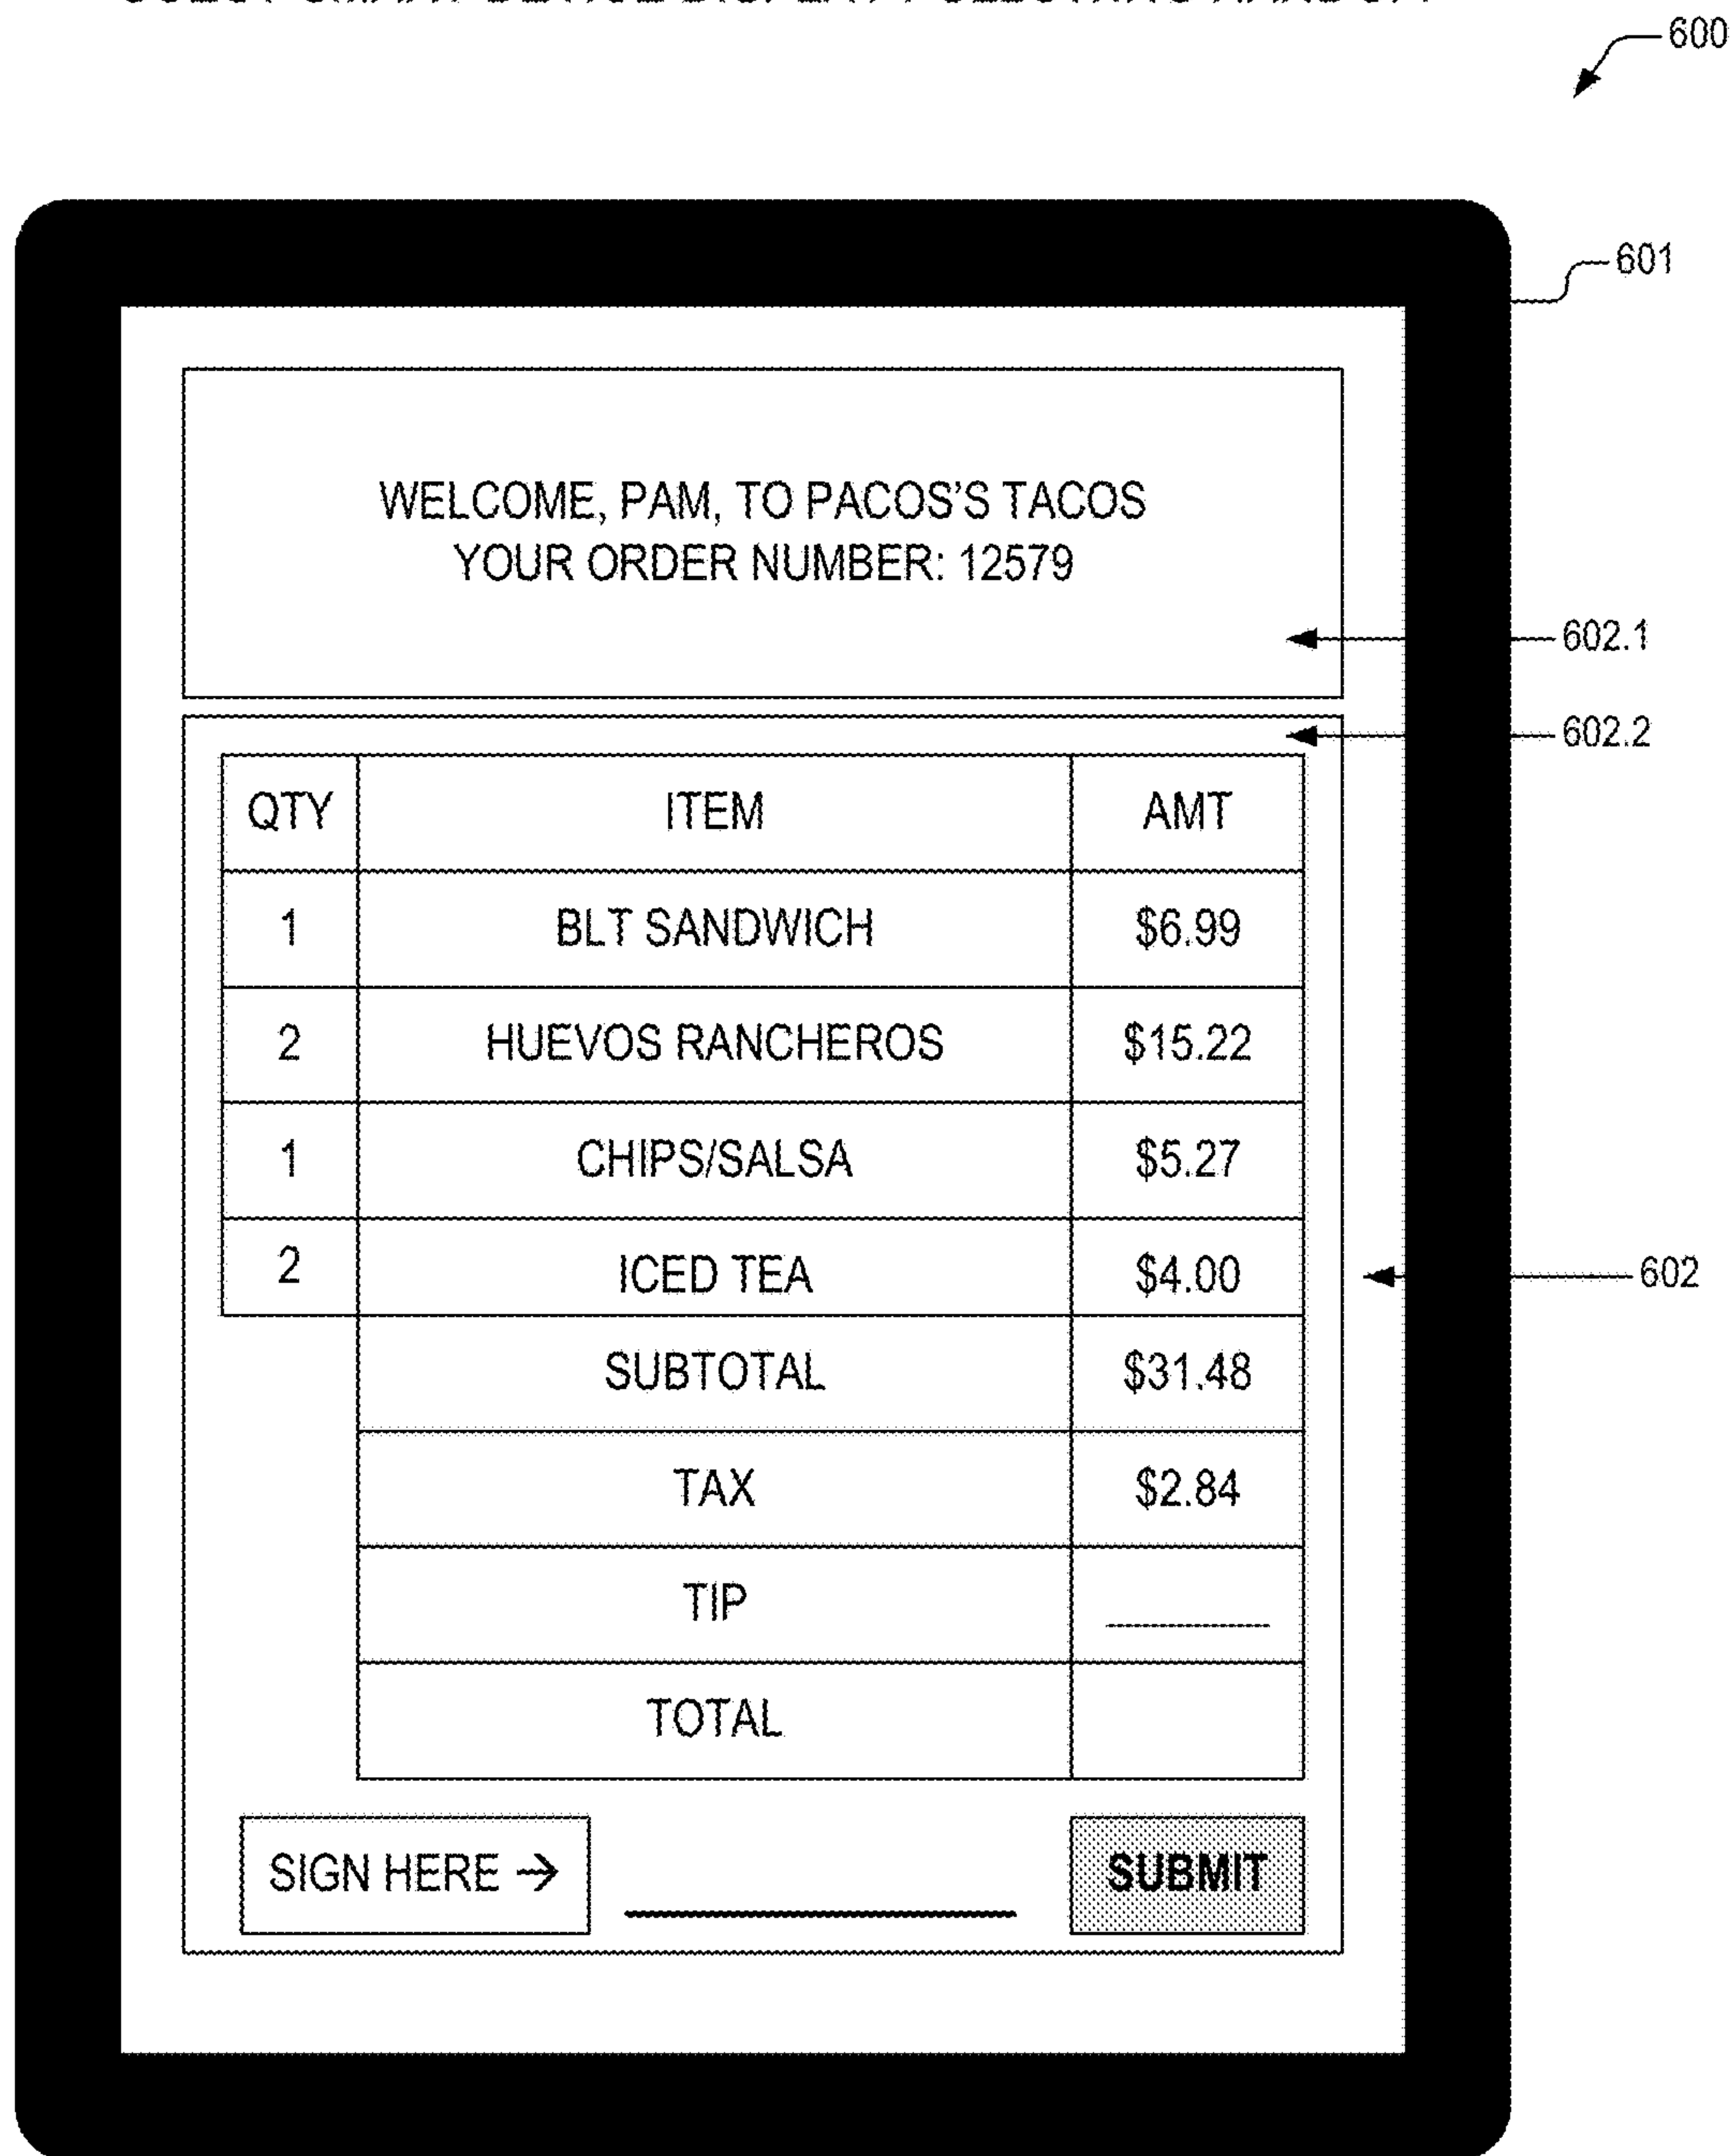 600
601
WELCOME, PAM, TO PACOS'S TACOS
YOUR ORDER NUMBER: 12579
602.1
602.2
QTY ITEM AMT
1 BLT SANDWICH $6.99
2 HUEVOS RANCHEROS $15.22
1 CHIPS/SALSA $5.27
2 ICED TEA $4.00
602
SUBTOTAL $31.48
TAX $2.84
TIP
TOTAL
SIGN HERE → SUBMIT